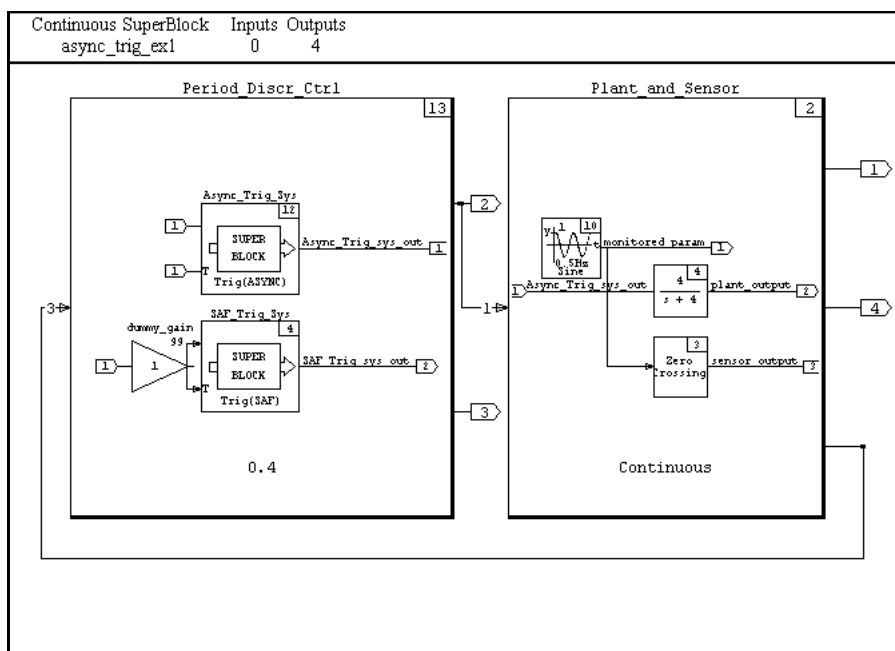 Continuous SuperBlock Inputs Outputs
async_trig_ex1 0 4
Period_Discr_Ctrl
13
Async_Trig_Sys
12
1
SUPER
BLOCK
Async_Trig_sys_out
1
1
T
Trig(ASYNC)
3
SAF_Trig_Sys
4
dummy_gain
gg
1
1
SUPER
BLOCK
SAF_Trig_sys_out
2
T
Trig(SAF)
0.4
2
3
Plant_and_Sensor
2
1
y 1
10
t
monitored_param
1
0.5Hz
Sine
1
Async_Trig_sys_out
4
4
s + 4
plant_output
2
1
4
3
Zero
Crossing
sensor_output
3
Continuous